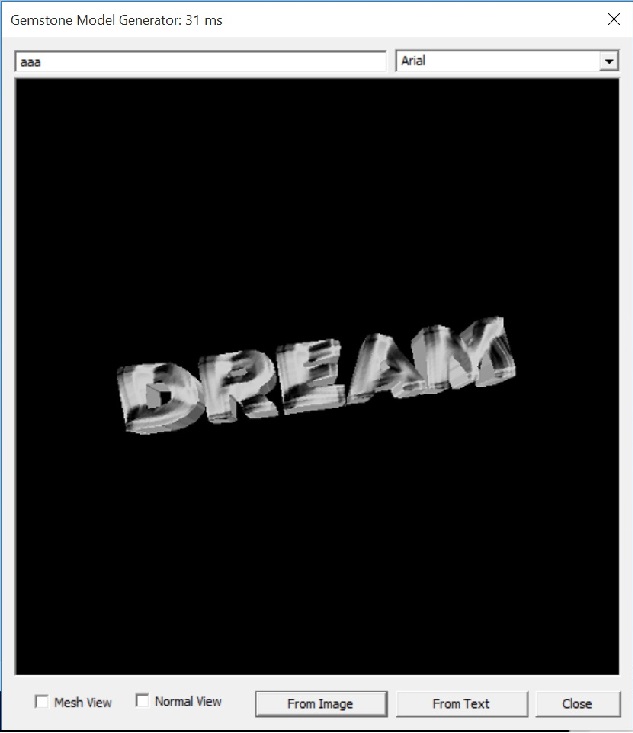 Gemstone Model Generator: 31 ms
aaa
Arial
DREAM
Mesh View
Normal View
From Image
From Text
Close